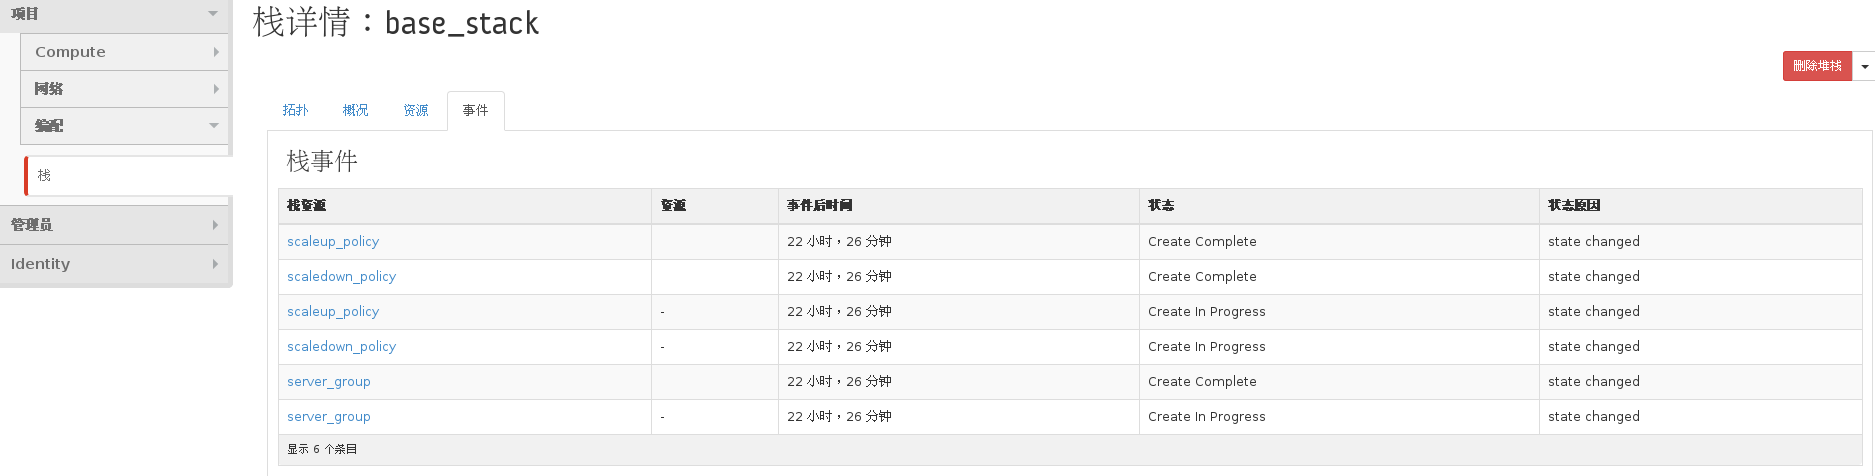 项目
Compute
网络
编配
栈
管理员
Identity
栈详情：base_stack
删除堆栈
拓扑 概况 资源 事件
栈事件
栈资源 资源 事件后时间 状态 状态原因
scaleup_policy 22 小时，26 分钟 Create Complete state changed
scaledown_policy 22 小时，26 分钟 Create Complete state changed
scaleup_policy - 22 小时，26 分钟 Create In Progress state changed
scaledown_policy - 22 小时，26 分钟 Create In Progress state changed
server_group 22 小时，26 分钟 Create Complete state changed
server_group - 22 小时，26 分钟 Create In Progress state changed
显示 6 个条目